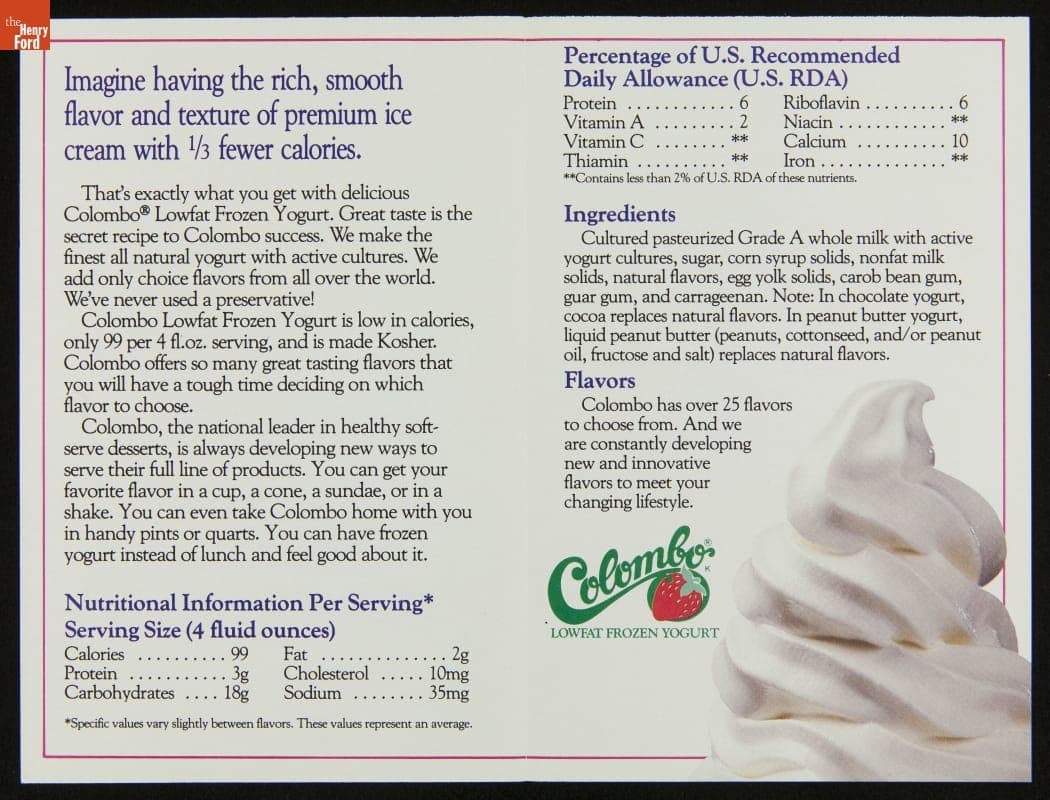 the
Henry
Ford
Imagine having the rich, smooth
flavor and texture of premium ice
cream with 1/3 fewer calories.
That's exactly what you get with delicious
Colombo® Lowfat Frozen Yogurt. Great taste is the
secret recipe to Colombo success. We make the
finest all natural yogurt with active cultures. We
add only choice flavors from all over the world.
We've never used a preservative!
Colombo Lowfat Frozen Yogurt is low in calories,
only 99 per 4 fl.oz. serving, and is made Kosher.
Colombo offers so many great tasting flavors that
you will have a tough time deciding on which
flavor to choose.
Colombo, the national leader in healthy soft-
serve desserts, is always developing new ways to
serve their full line of products. You can get your
favorite flavor in a cup, a cone, a sundae, or in a
shake. You can even take Colombo home with you
in handy pints or quarts. You can have frozen
yogurt instead of lunch and feel good about it.
Nutritional Information Per Serving*
Serving Size (4 fluid ounces)
Calories .......... 99 Fat .............. 2g
Protein ........... 3g Cholesterol ..... 10mg
Carbohydrates .... 18g Sodium ........ 35mg
*Specific values vary slightly between flavors. These values represent an average.
Percentage of U.S. Recommended
Daily Allowance (U.S. RDA)
Protein ............ 6 Riboflavin .......... 6
Vitamin A ......... 2 Niacin ............ **
Vitamin C ........ ** Calcium .......... 10
Thiamin .......... ** Iron .............. **
**Contains less than 2% of U.S. RDA of these nutrients.
Ingredients
Cultured pasteurized Grade A whole milk with active
yogurt cultures, sugar, corn syrup solids, nonfat milk
solids, natural flavors, egg yolk solids, carob bean gum,
guar gum, and carrageenan. Note: In chocolate yogurt,
cocoa replaces natural flavors. In peanut butter yogurt,
liquid peanut butter (peanuts, cottonseed, and/or peanut
oil, fructose and salt) replaces natural flavors.
Flavors
Colombo has over 25 flavors
to choose from. And we
are constantly developing
new and innovative
flavors to meet your
changing lifestyle.
Colombo®
K
LOWFAT FROZEN YOGURT